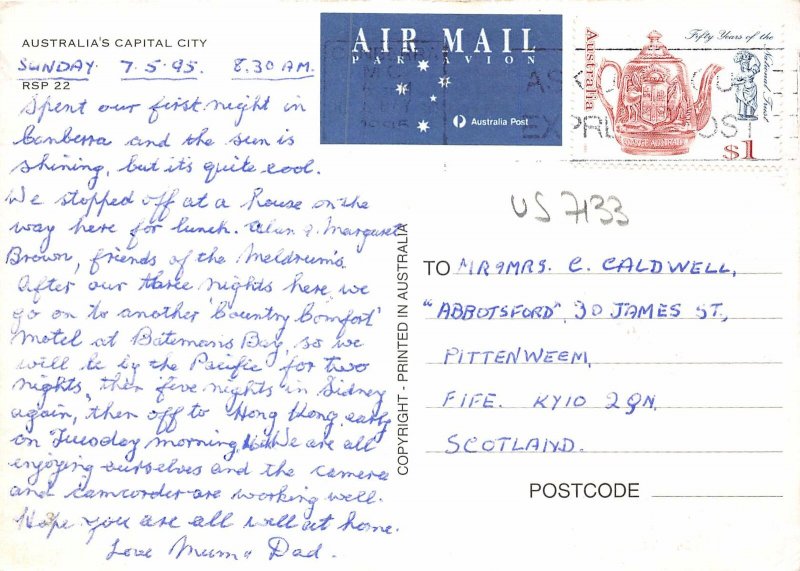 AUSTRALIA'S CAPITAL CITY
SUNDAY 7.5.95. 8.30 AM.
RSP 22
Spent our first night in
Canberra and the sun is
shining, but its quite cool.
We stopped off at a House on the
way here for lunch. Alan & Margaret
Brown, friends of the Meldrums.
After our three nights here, we
go on to another 'Country Comfort'
Motel at Batemans Bay, so we
will be by the Pacific for two
nights, then five nights in Sidney
again, then off to Hong Kong, early
on Tuesday morning. We are all
enjoying ourselves and the camera
and camcorder are working well.
Hope you are all well at home.
Love Mum & Dad.
AIR MAIL
PAR AVION
Australia Post
Australia
Fifty Years of the
National Trust
ADVANCE AUSTRALIA
$1
EXPR POST
US 7133
COPYRIGHT - PRINTED IN AUSTRALIA
TO MR & MRS. C. CALDWELL,
"ABBOTSFORD", 30 JAMES ST.,
PITTENWEEM,
FIFE. KY10 2QN,
SCOTLAND.
POSTCODE